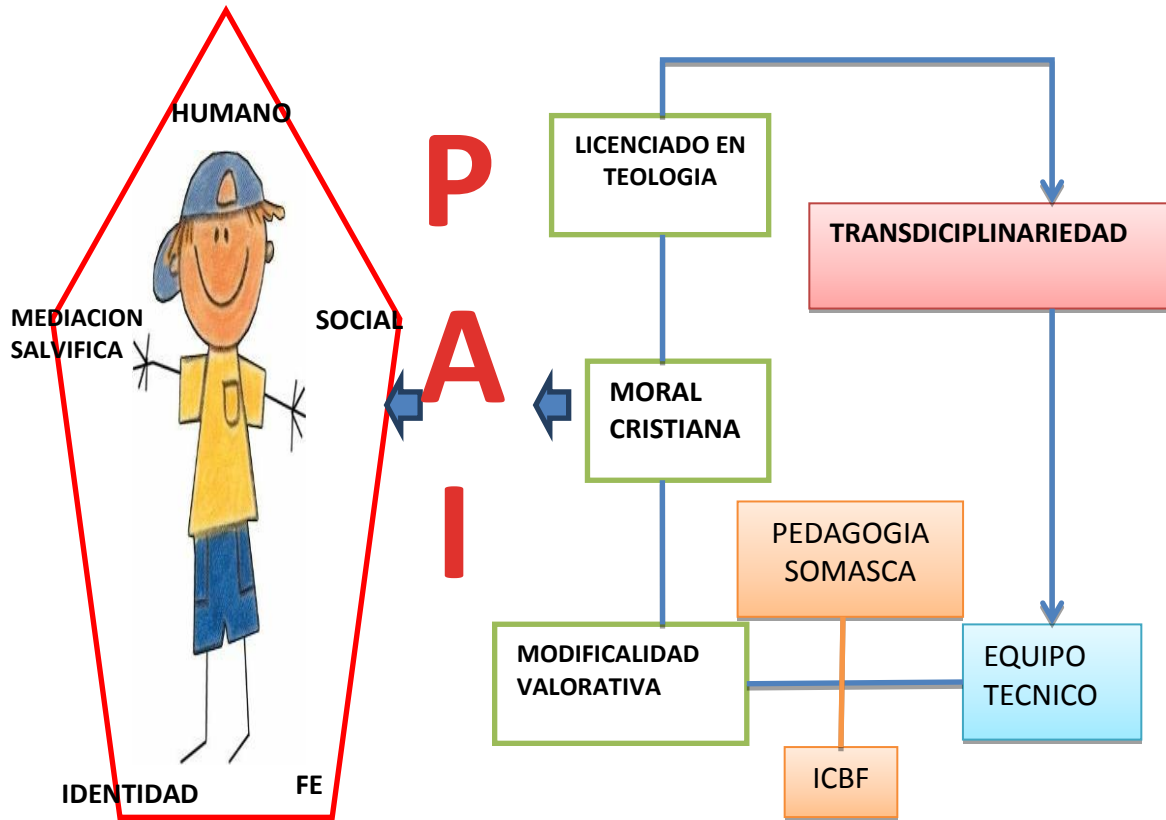 HUMANO
MEDIACION
SALVIFICA
SOCIAL
IDENTIDAD
FE
P
A
I
LICENCIADO EN
TEOLOGIA
TRANSDICIPLINARIEDAD
MORAL
CRISTIANA
PEDAGOGIA
SOMASCA
MODIFICALIDAD
VALORATIVA
EQUIPO
TECNICO
ICBF